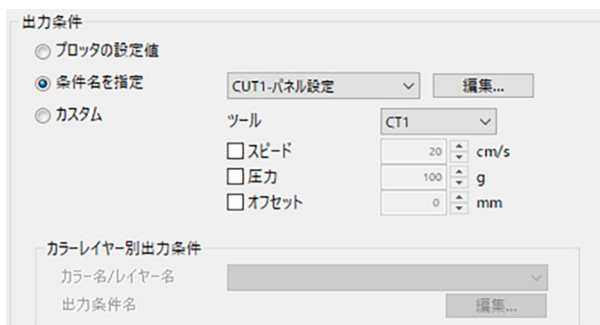 出力条件
プロッタの設定値
条件名を指定 CUT1-パネル設定 編集...
カスタム ツール CT1
スピード 20 cm/s
圧力 100 g
オフセット 0 mm
カラーレイヤー別出力条件
カラー名/レイヤー名
出力条件名 編集...